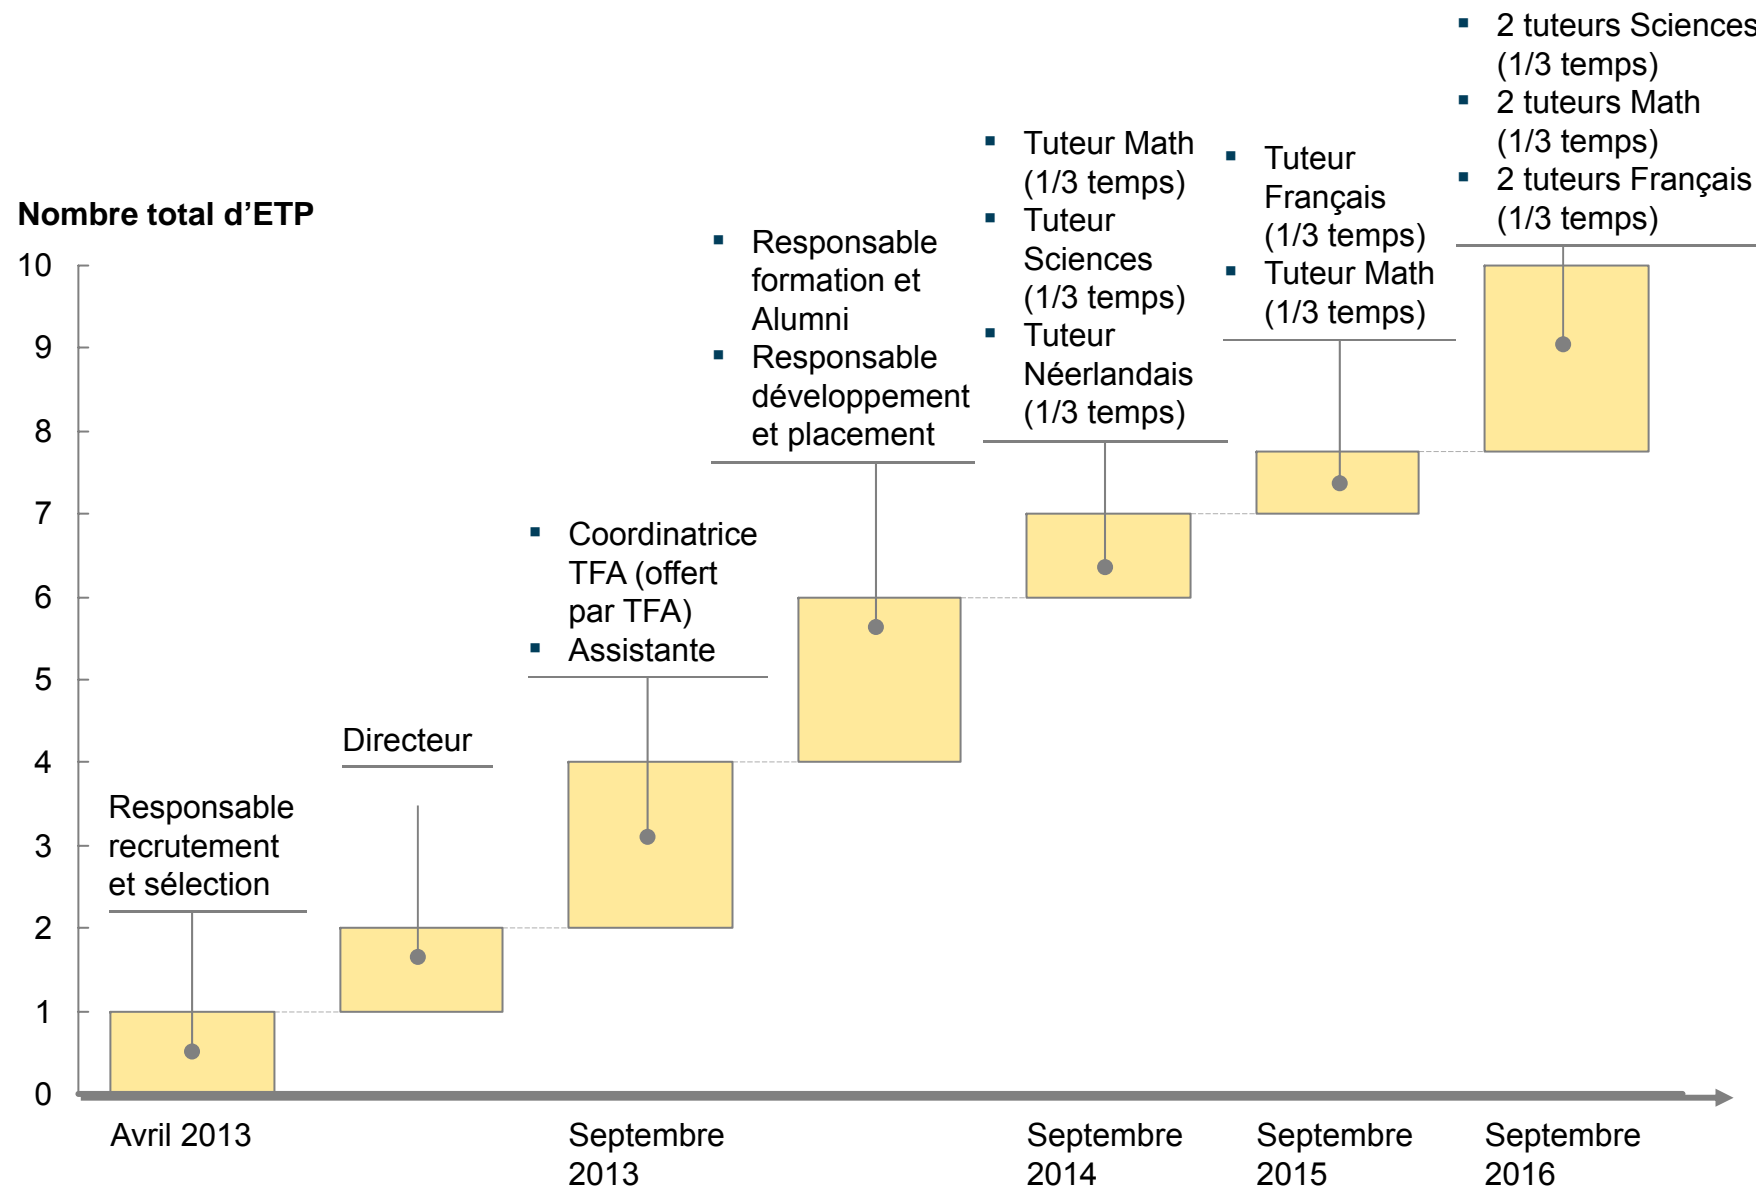 Nombre total d’ETP
10
9
8
7
6
5
4
3
2
1
0
Responsable
recrutement
et sélection
Directeur
▪ Coordinatrice
TFA (offert
par TFA)
▪ Assistante
▪ Responsable
formation et
Alumni
▪ Responsable
développement
et placement
▪ Tuteur Math
(1/3 temps)
▪ Tuteur
Sciences
(1/3 temps)
▪ Tuteur
Néerlandais
(1/3 temps)
▪ Tuteur
Français
(1/3 temps)
▪ Tuteur Math
(1/3 temps)
▪ 2 tuteurs Sciences
(1/3 temps)
▪ 2 tuteurs Math
(1/3 temps)
▪ 2 tuteurs Français
(1/3 temps)
Avril 2013
Septembre
2013
Septembre
2014
Septembre
2015
Septembre
2016